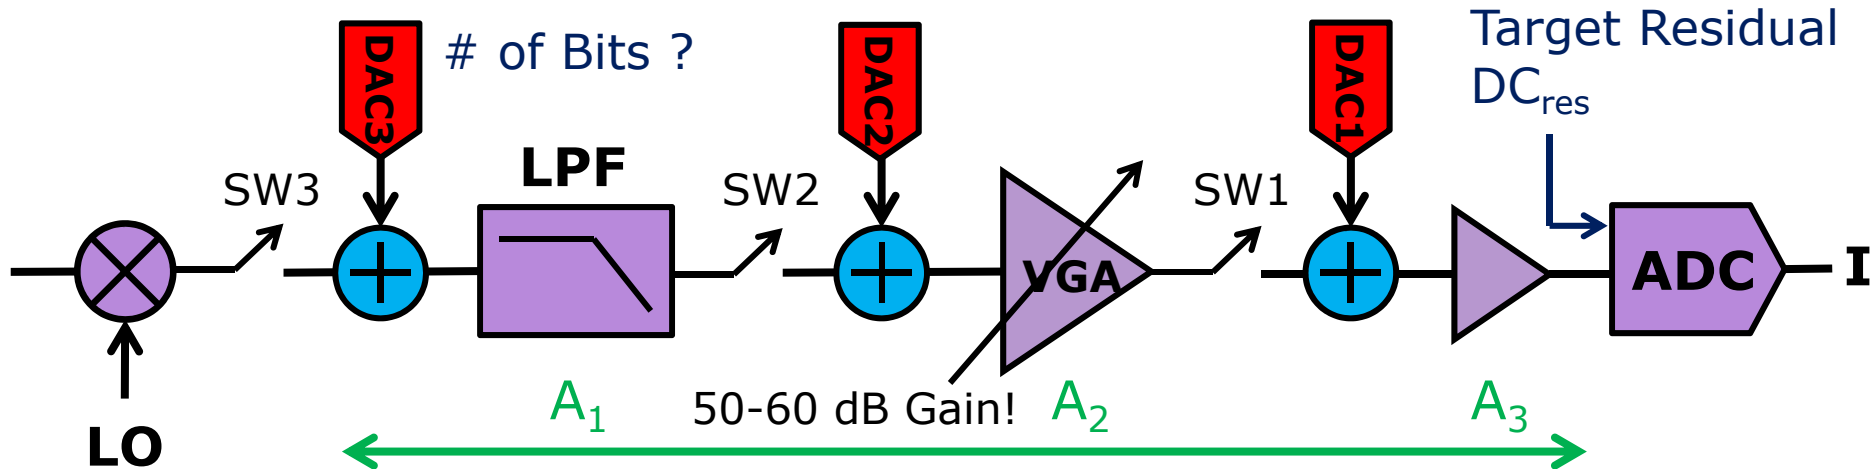 DAC3
# of Bits ?
DAC2
DAC1
Target Residual
DCres
SW3
LPF
SW2
SW1
VGA
ADC
I
LO
A1
50-60 dB Gain!
A2
A3